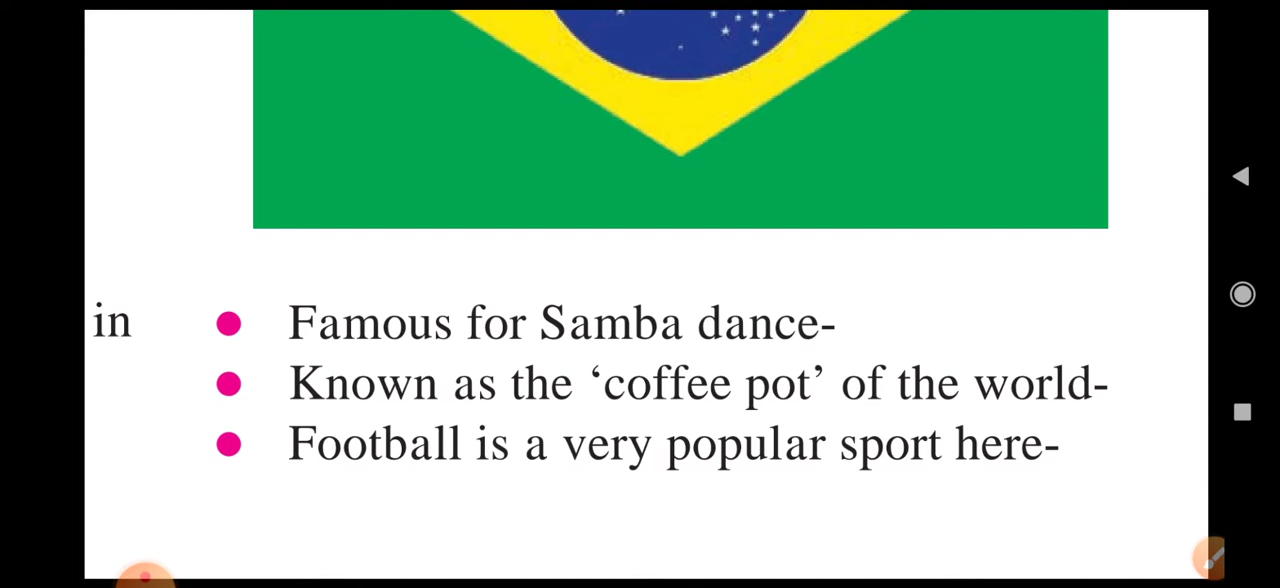 in
Famous for Samba dance-
Known as the ‘coffee pot’ of the world-
Football is a very popular sport here-